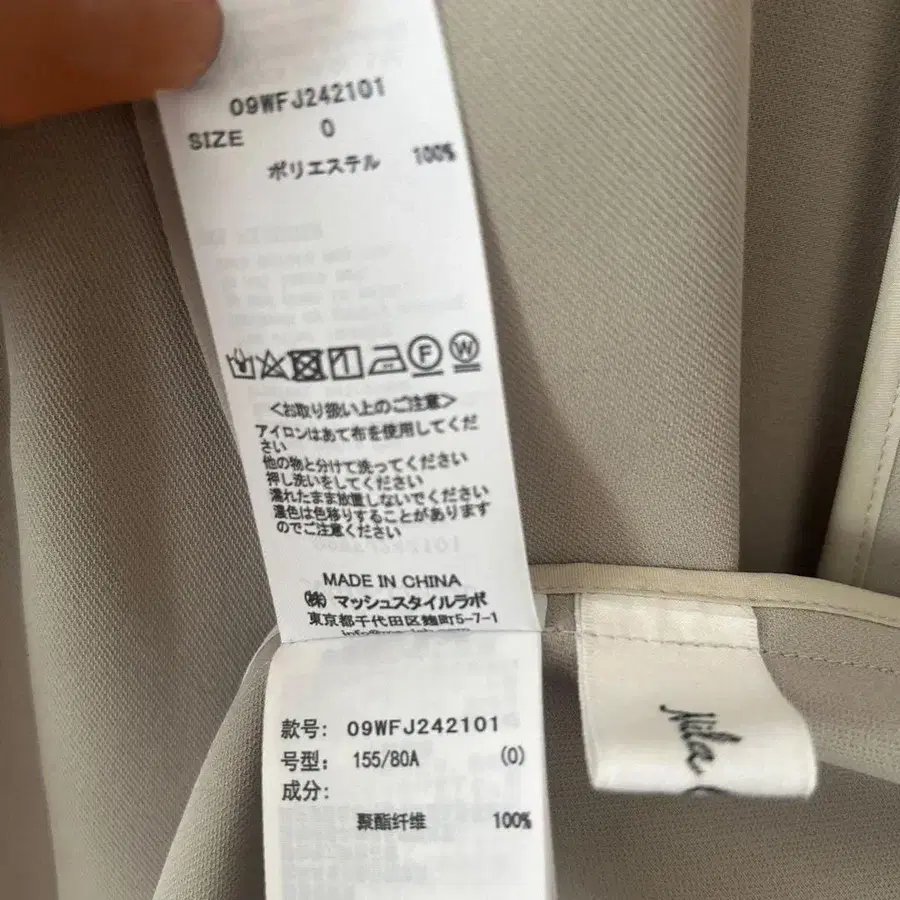 09WFJ242101
SIZE 0
ポリエステル 100%
F W
<お取り扱い上のご注意>
アイロンはあて布を使用してくだ
さい
他の物と分けて洗ってください
押し洗いをしてください
濡れたまま放置しないでください
濃色は色移りすることがあります
のでご注意ください
MADE IN CHINA
㈱マッシュスタイルラボ
東京都千代田区麹町5-7-1
款号: 09WFJ242101
号型: 155/80A (0)
成分:
聚酯纤维 100%
Nila